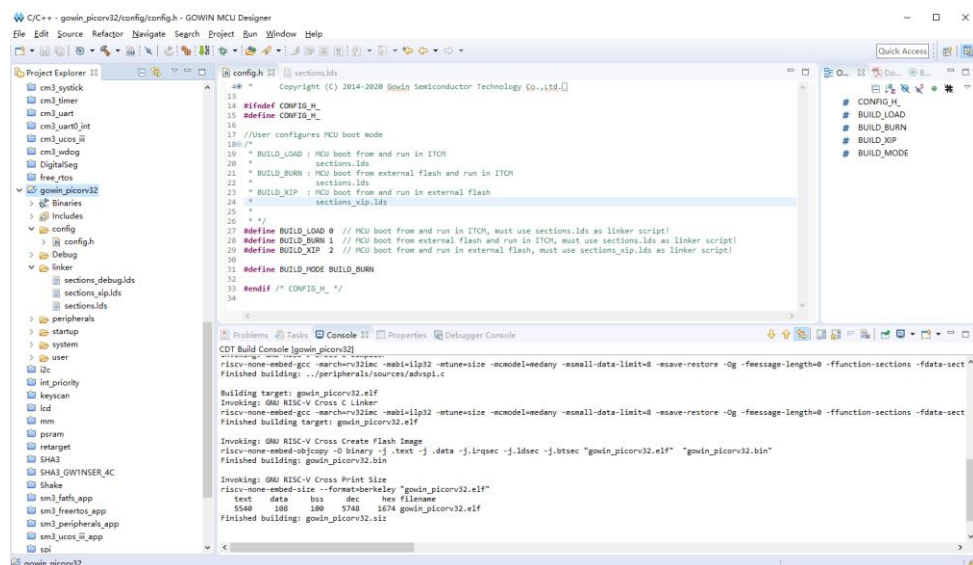 C/C++ - gowin_picorv32/config/config.h - GOWIN MCU Designer
File Edit Source Refactor Navigate Search Project Run Window Help
Quick Access
Project Explorer
cm3_systick
cm3_timer
cm3_uart
cm3_uart0_int
cm3_ucos_iii
cm3_wdog
DigitalSeg
free_rtos
gowin_picorv32
Binaries
Includes
config
config.h
Debug
linker
sections_debug.lds
sections_xip.lds
sections.lds
peripherals
startup
system
user
i2c
int_priority
keyscan
lcd
mm
psram
retarget
SHA3
SHA3_GW1NSER_4C
Shake
sm3_fatfs_app
sm3_freertos_app
sm3_peripherals_app
sm3_ucos_iii_app
spi
gowin_picorv32
config.h sections.lds
4 * Copyright (C) 2014-2020 Gowin Semiconductor Technology Co.,Ltd.
13
14 #ifndef CONFIG_H_
15 #define CONFIG_H_
16
17 //User configures MCU boot mode
18 /*
19 * BUILD_LOAD : MCU boot from and run in ITCM
20 * sections.lds
21 * BUILD_BURN : MCU boot from external flash and run in ITCM
22 * sections.lds
23 * BUILD_XIP : MCU boot from and run in external flash
24 * sections_xip.lds
25 *
26 * */
27 #define BUILD_LOAD 0 // MCU boot from and run in ITCM, must use sections.lds as linker script!
28 #define BUILD_BURN 1 // MCU boot from external flash and run in ITCM, must use sections.lds as linker script!
29 #define BUILD_XIP 2 // MCU boot from and run in external flash, must use sections_xip.lds as linker script!
30
31 #define BUILD_MODE BUILD_BURN
32
33 #endif /* CONFIG_H_ */
34
O... Do... B...
CONFIG_H_
BUILD_LOAD
BUILD_BURN
BUILD_XIP
BUILD_MODE
Problems Tasks Console Properties Debugger Console
CDT Build Console [gowin_picorv32]
riscv-none-embed-gcc -march=rv32imc -mabi=ilp32 -mtune=size -mcmodel=medany -msmall-data-limit=8 -msave-restore -Og -fmessage-length=0 -ffunction-sections -fdata-sect
Finished building: ../peripherals/sources/advspi.c
Building target: gowin_picorv32.elf
Invoking: GNU RISC-V Cross C Linker
riscv-none-embed-gcc -march=rv32imc -mabi=ilp32 -mtune=size -mcmodel=medany -msmall-data-limit=8 -msave-restore -Og -fmessage-length=0 -ffunction-sections -fdata-sect
Finished building target: gowin_picorv32.elf
Invoking: GNU RISC-V Cross Create Flash Image
riscv-none-embed-objcopy -O binary -j .text -j .data -j.irqsec -j.ldsec -j.btsec "gowin_picorv32.elf" "gowin_picorv32.bin"
Finished building: gowin_picorv32.bin
Invoking: GNU RISC-V Cross Print Size
riscv-none-embed-size --format=berkeley "gowin_picorv32.elf"
text data bss dec hex filename
5540 108 100 5748 1674 gowin_picorv32.elf
Finished building: gowin_picorv32.siz